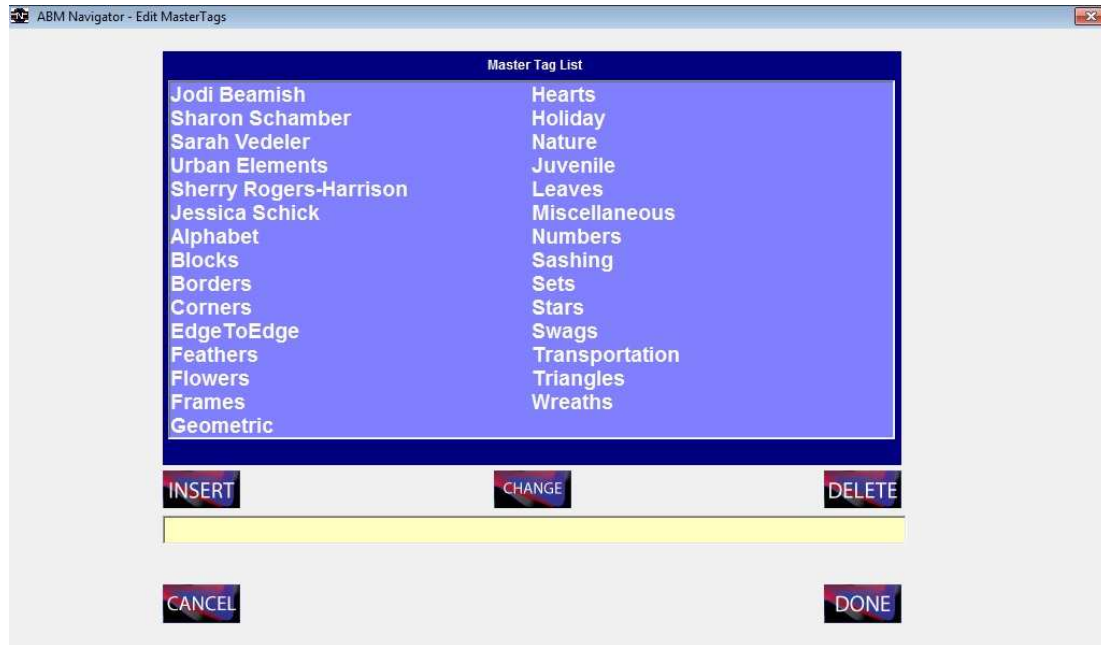 ABM Navigator - Edit MasterTags
Master Tag List
Jodi Beamish
Sharon Schamber
Sarah Vedeler
Urban Elements
Sherry Rogers-Harrison
Jessica Schick
Alphabet
Blocks
Borders
Corners
EdgeToEdge
Feathers
Flowers
Frames
Geometric
Hearts
Holiday
Nature
Juvenile
Leaves
Miscellaneous
Numbers
Sashing
Sets
Stars
Swags
Transportation
Triangles
Wreaths
INSERT
CHANGE
DELETE
CANCEL
DONE